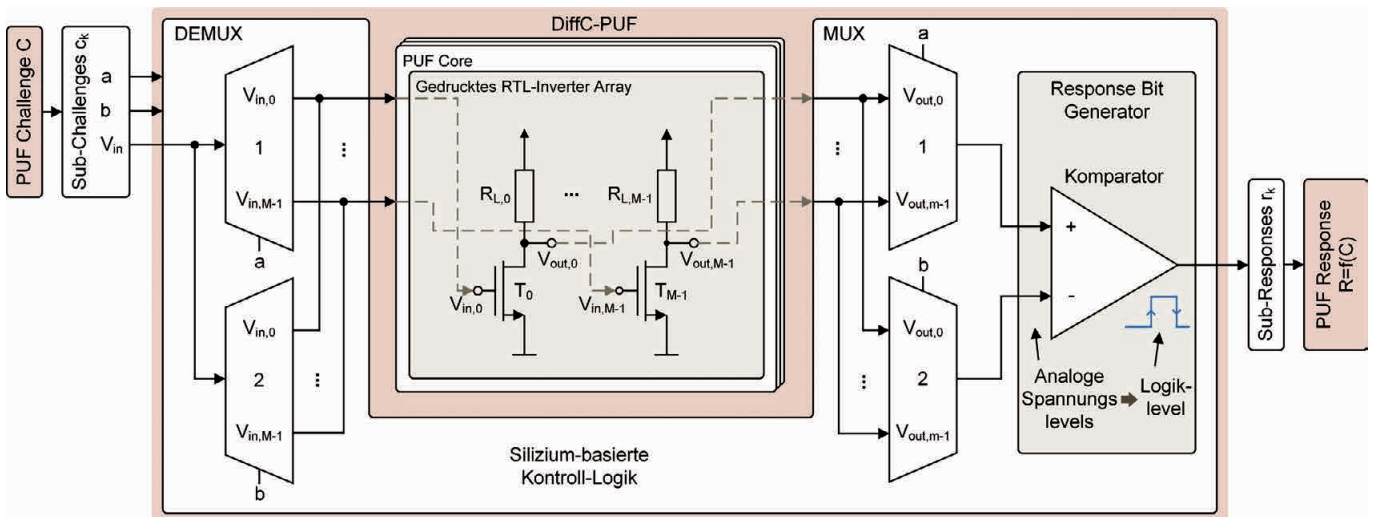 DiffC-PUF
PUF Challenge C
Sub-Challenges ck
a
b
Vin
DEMUX
Vin,0
1
Vin,M-1
a
Vin,0
2
Vin,M-1
b
...
...
PUF Core
Gedrucktes RTL-Inverter Array
RL,0
...
RL,M-1
Vout,0
Vout,M-1
Vin,0
T0
Vin,M-1
TM-1
Silizium-basierte
Kontroll-Logik
MUX
a
Vout,0
1
Vout,m-1
...
b
Vout,0
2
Vout,m-1
...
Response Bit
Generator
Komparator
+
-
Analoge
Spannungs
levels
Logik-
level
Sub-Responses rk
PUF Response
R=f(C)